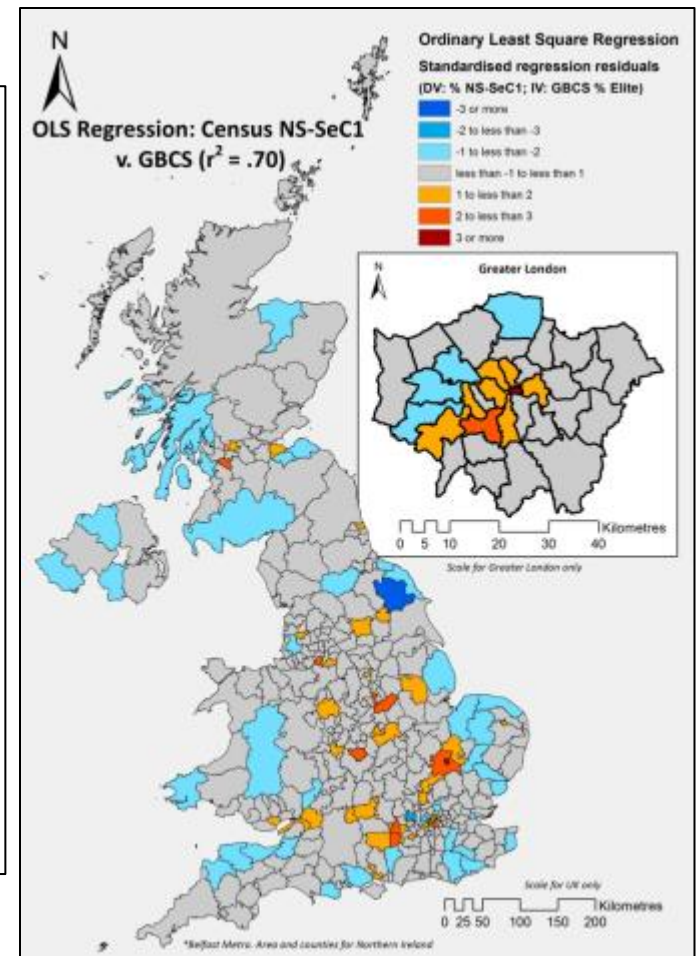 N
OLS Regression: Census NS-SeC1
v. GBCS (r² = .70)
Ordinary Least Square Regression
Standardised regression residuals
(DV: % NS-SeC1; IV: GBCS % Elite)
-3 or more
-2 to less than -3
-1 to less than -2
less than -1 to less than 1
1 to less than 2
2 to less than 3
3 or more
N
Greater London
Kilometres
0 5 10 20 30 40
Scale for Greater London only
Scale for UK only
Kilometres
0 25 50 100 150 200
*Belfast Metro. Area and counties for Northern Ireland